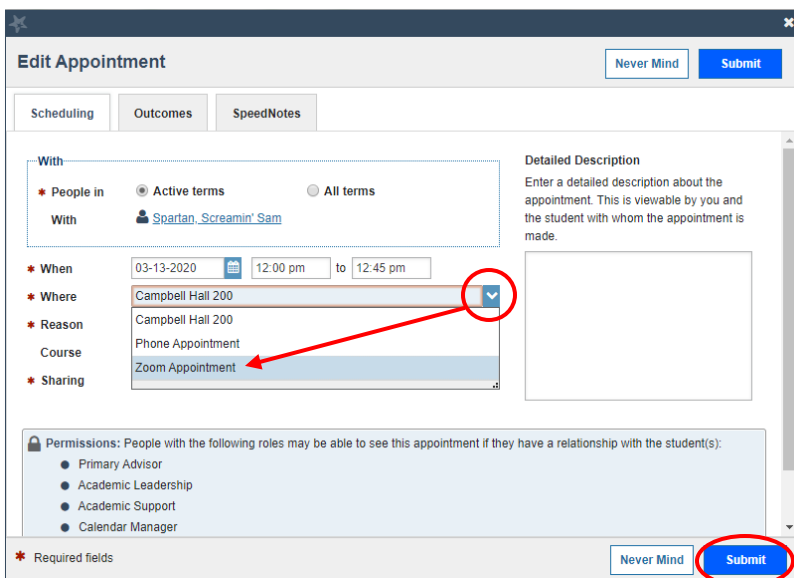 Edit Appointment
Never Mind
Submit
Scheduling
Outcomes
SpeedNotes
With
* People in
Active terms
All terms
With
Spartan, Screamin' Sam
* When
03-13-2020
12:00 pm
to
12:45 pm
* Where
Campbell Hall 200
* Reason
Course
* Sharing
Campbell Hall 200
Phone Appointment
Zoom Appointment
Detailed Description
Enter a detailed description about the
appointment. This is viewable by you and
the student with whom the appointment is
made.
Permissions: People with the following roles may be able to see this appointment if they have a relationship with the student(s):
Primary Advisor
Academic Leadership
Academic Support
Calendar Manager
* Required fields
Never Mind
Submit